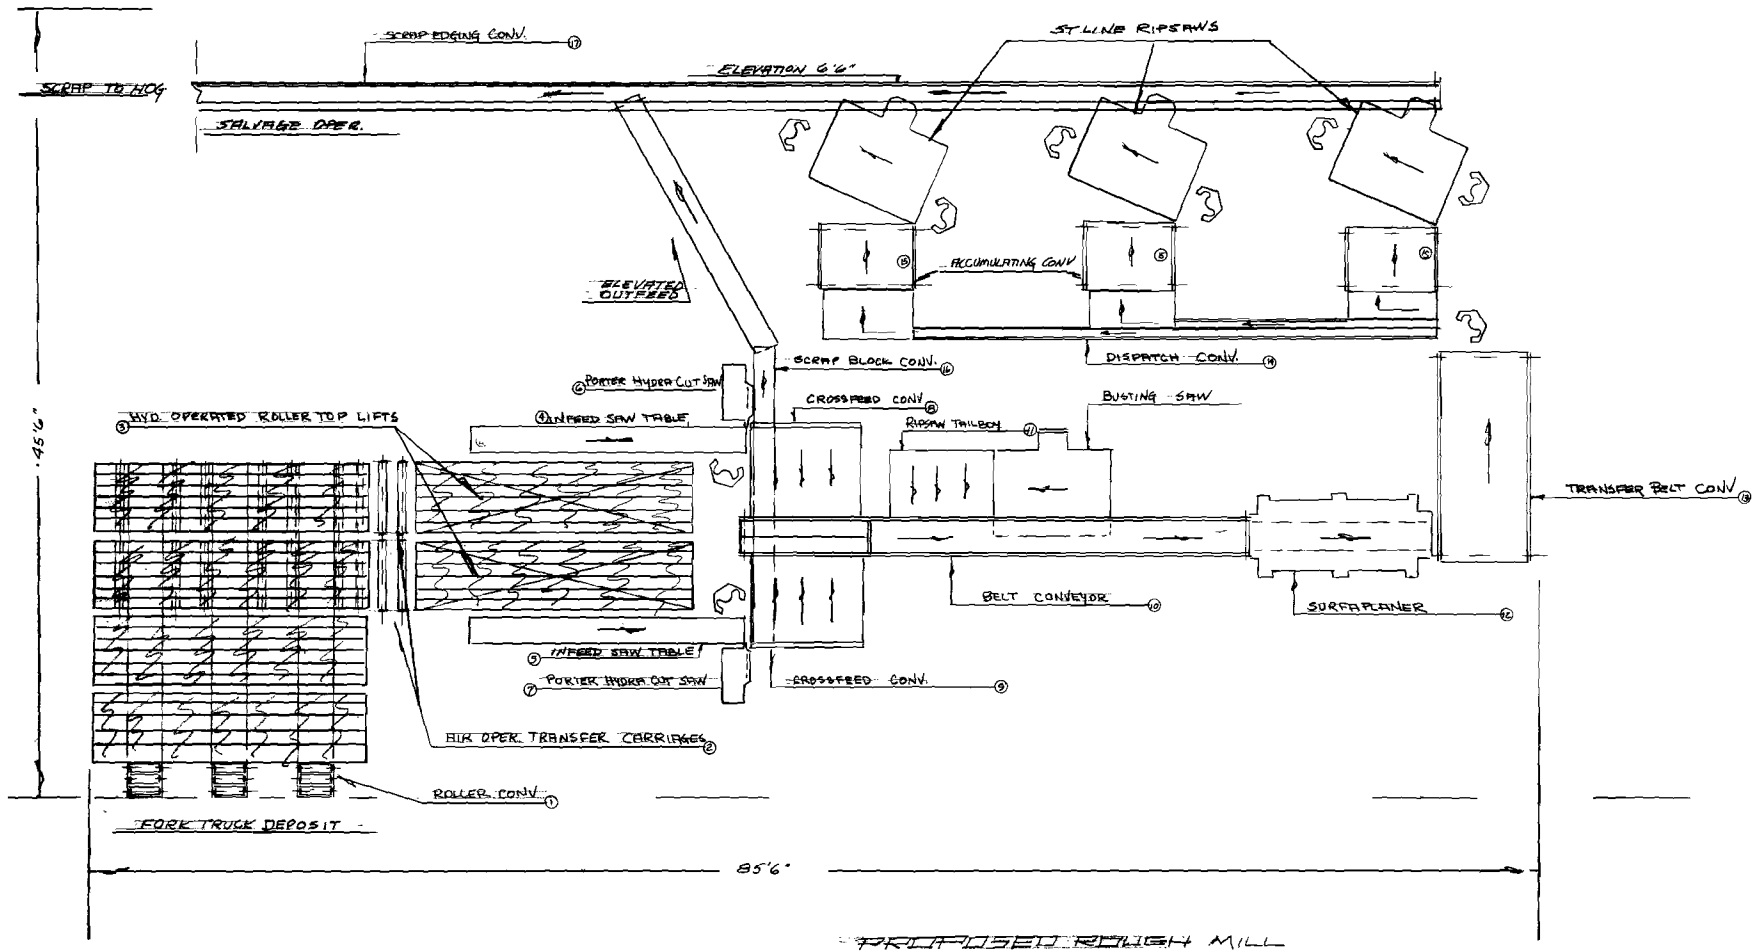 SCRAP EDGING CONV. 17
ST. LINE RIPSAWS
ELEVATION 6'6"
SCRAP TO HOG
SALVAGE OPER.
ELEVATED
OUTFEED
15
ACCUMULATING CONV
15
15
SCRAP BLOCK CONV. 16
DISPATCH CONV. 14
6 PORTER HYDRA CUT SAW
3 HYD. OPERATED ROLLER TOP LIFTS
4 INFEED SAW TABLE
CROSSFEED CONV 8
BUSTING SAW
RIPSAW TAILBOY 11
45'6"
TRANSFER BELT CONV 13
BELT CONVEYOR 10
SURFAPLANER 12
5 INFEED SAW TABLE
7 PORTER HYDRA CUT SAW
CROSSFEED CONV. 9
AIR OPER. TRANSFER CARRIAGES 2
ROLLER CONV 1
FORK TRUCK DEPOSIT
85'6"
PROPOSED ROUGH MILL